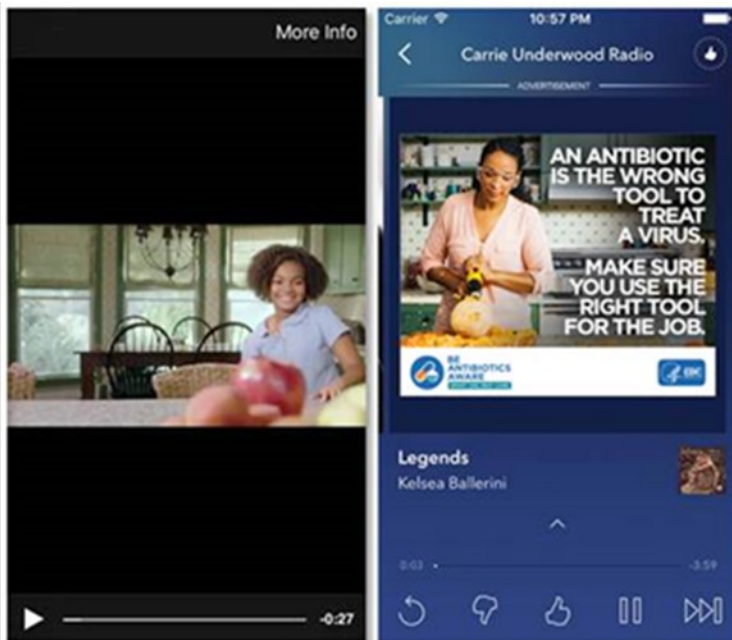 More Info
-0:27
Carrier 10:57 PM
Carrie Underwood Radio
ADVERTISEMENT
AN ANTIBIOTIC
IS THE WRONG
TOOL TO
TREAT
A VIRUS.
MAKE SURE
YOU USE THE
RIGHT TOOL
FOR THE JOB.
BE
ANTIBIOTICS
AWARE
CDC
Legends
Kelsea Ballerini
0:03
-3:59